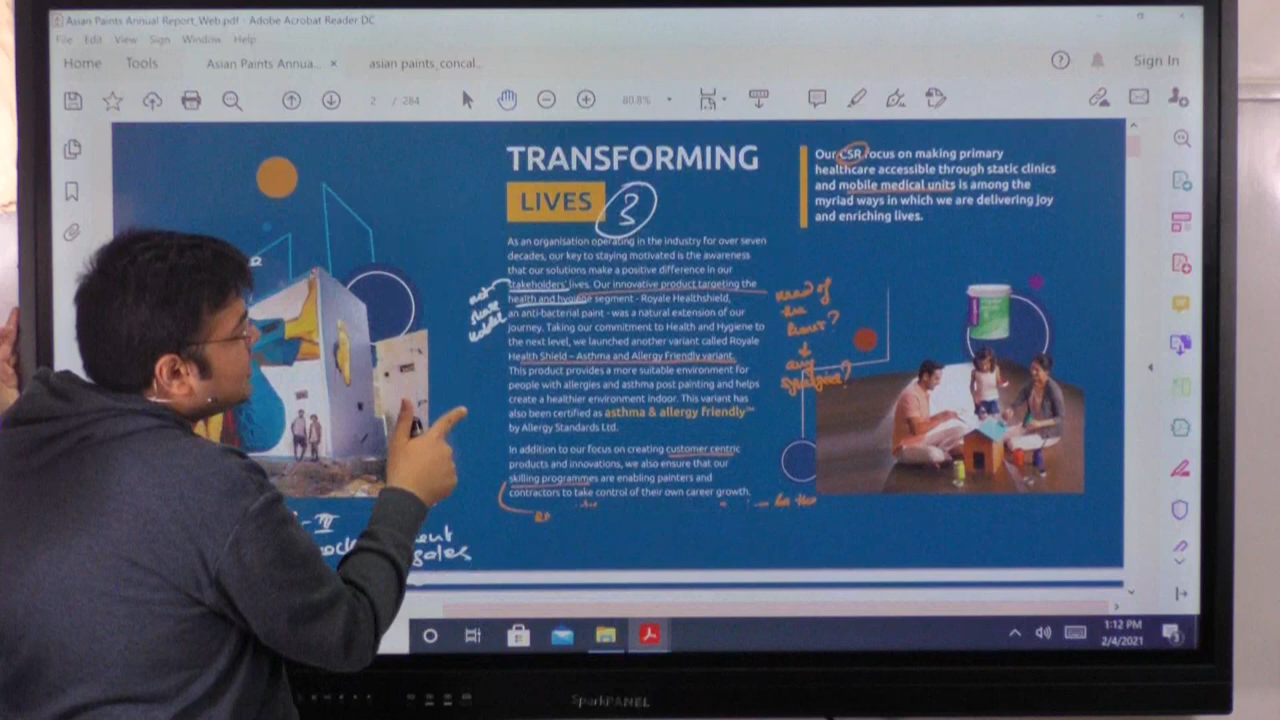 Asian Paints Annual Report_Web.pdf - Adobe Acrobat Reader DC
File Edit View Sign Window Help
Home Tools Asian Paints Annua... × asian paints_concal... Sign In
2 / 284 80.8%
TRANSFORMING
LIVES 3
As an organisation operating in the industry for over seven
decades, our key to staying motivated is the awareness
that our solutions make a positive difference in our
stakeholders' lives. Our innovative product targeting the
health and hygiene segment - Royale Healthshield,
an anti-bacterial paint - was a natural extension of our
journey. Taking our commitment to Health and Hygiene to
the next level, we launched another variant called Royale
Health Shield – Asthma and Allergy Friendly variant.
This product provides a more suitable environment for
people with allergies and asthma post painting and helps
create a healthier environment indoor. This variant has
also been certified as asthma & allergy friendly™
by Allergy Standards Ltd.
In addition to our focus on creating customer centric
products and innovations, we also ensure that our
skilling programmes are enabling painters and
contractors to take control of their own career growth.
Our CSR focus on making primary
healthcare accessible through static clinics
and mobile medical units is among the
myriad ways in which we are delivering joy
and enriching lives.
not
share
holder
need of
the
hour?
any
sales
1:12 PM
2/4/2021
3
SparkPANEL